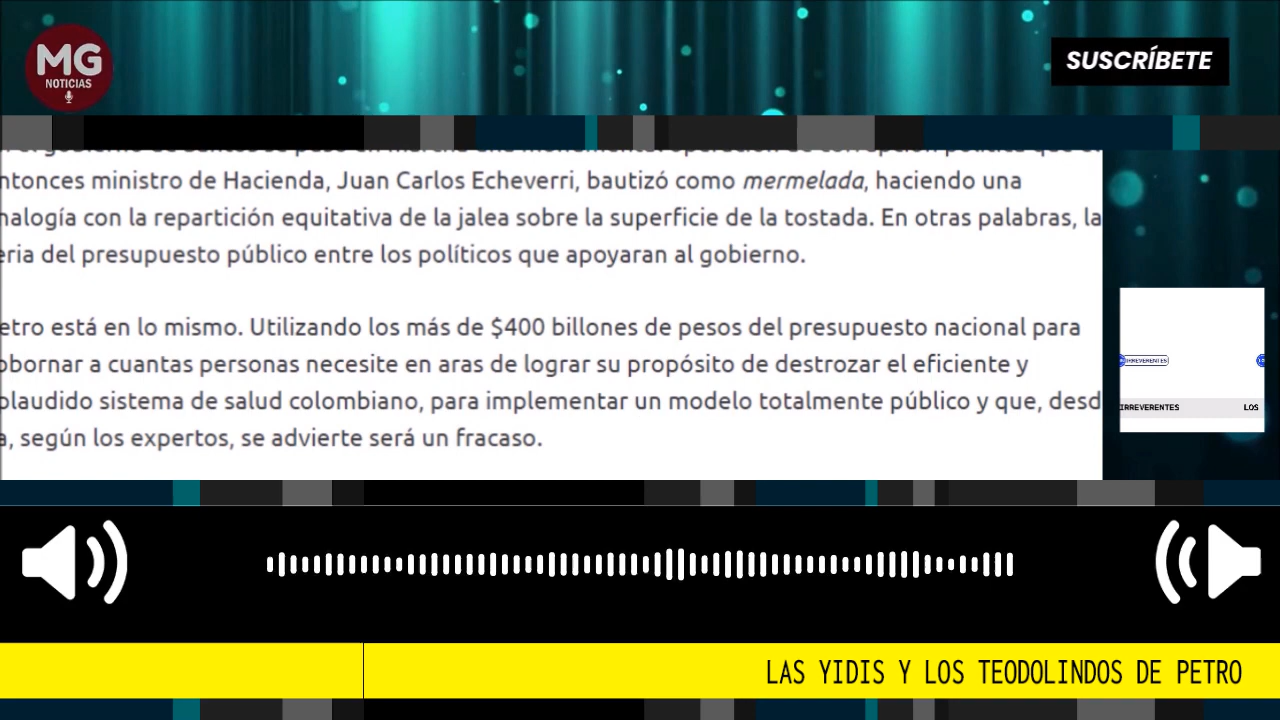 MG
NOTICIAS
SUSCRÍBETE
ntonces ministro de Hacienda, Juan Carlos Echeverri, bautizó como mermelada, haciendo una
nalogía con la repartición equitativa de la jalea sobre la superficie de la tostada. En otras palabras, la
eria del presupuesto público entre los políticos que apoyaran al gobierno.
etro está en lo mismo. Utilizando los más de $400 billones de pesos del presupuesto nacional para
obornar a cuantas personas necesite en aras de lograr su propósito de destrozar el eficiente y
plaudido sistema de salud colombiano, para implementar un modelo totalmente público y que, desd
a, según los expertos, se advierte será un fracaso.
IRREVERENTES
IRREVERENTES LOS
LAS YIDIS Y LOS TEODOLINDOS DE PETRO